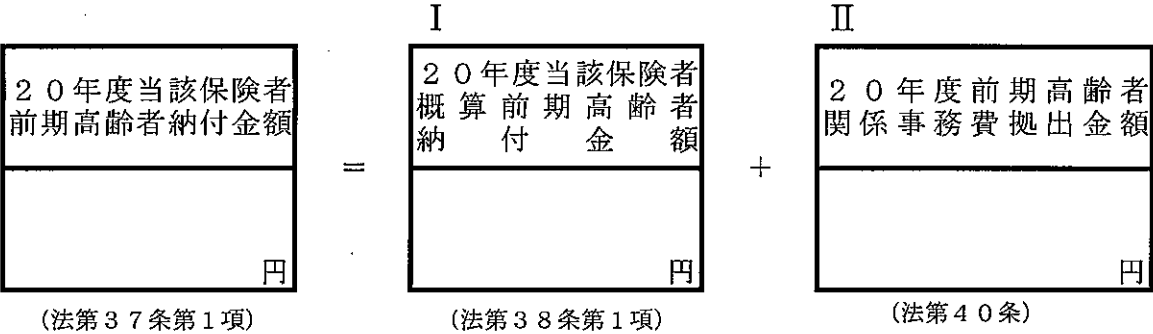 Ⅰ
Ⅱ
２０年度当該保険者
前期高齢者納付金額
円
(法第３７条第１項)
＝
２０年度当該保険者
概算前期高齢者
納付金額
円
(法第３８条第１項)
＋
２０年度前期高齢者
関係事務費拠出金額
円
(法第４０条)